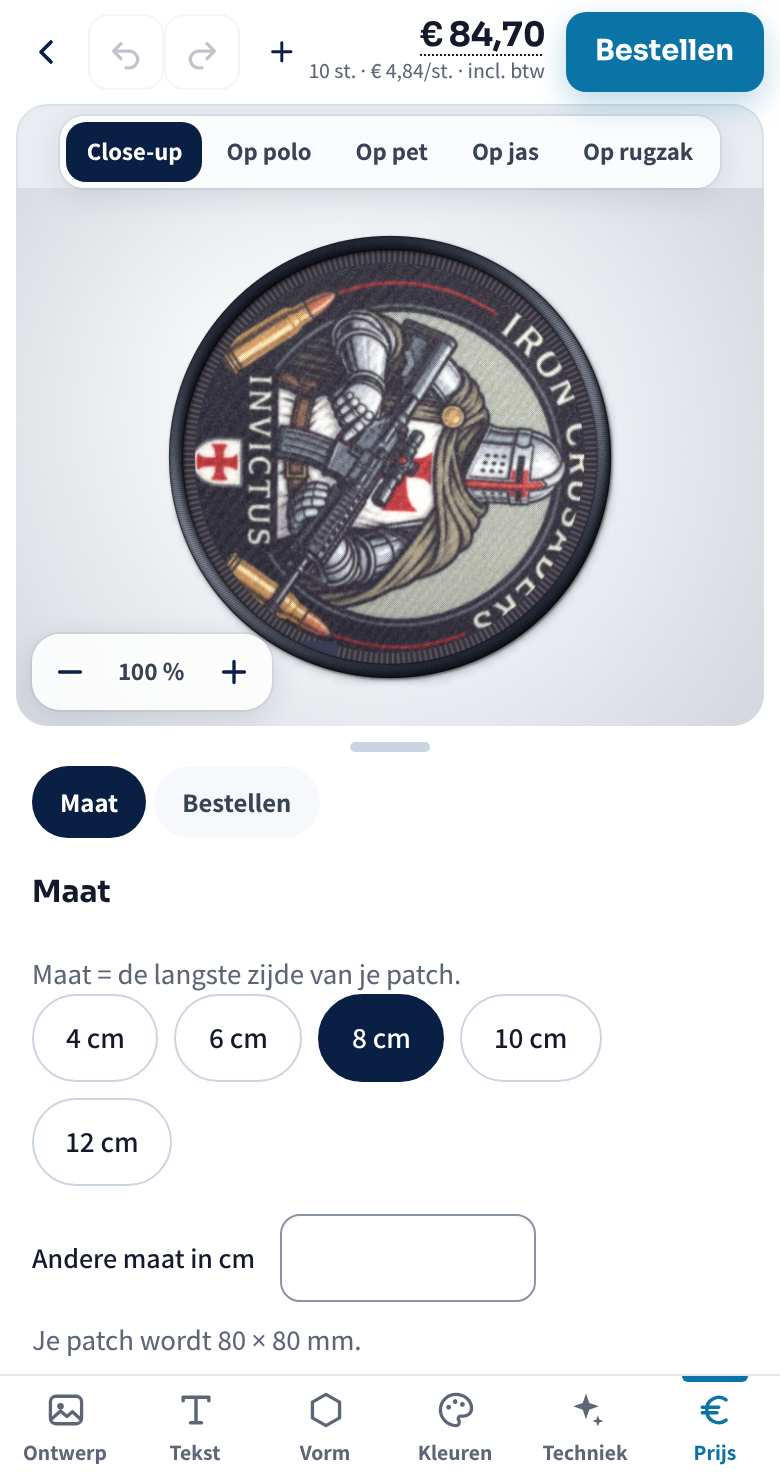 € 84,70
10 st. · € 4,84/st. · incl. btw
Bestellen
Close-up
Op polo
Op pet
Op jas
Op rugzak
IRON CRUSADERS
INVICTUS
100 %
Maat
Bestellen
Maat
Maat = de langste zijde van je patch.
4 cm
6 cm
8 cm
10 cm
12 cm
Andere maat in cm
Je patch wordt 80 × 80 mm.
Ontwerp
Tekst
Vorm
Kleuren
Techniek
€
Prijs